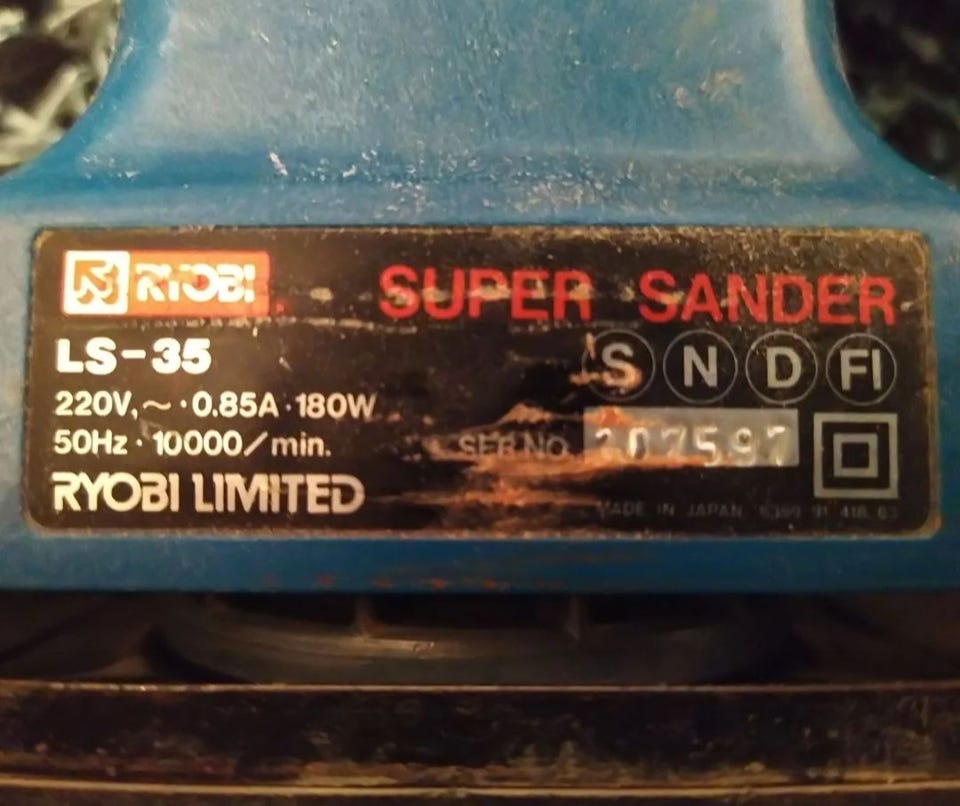 RYOBI
SUPER SANDER
LS-35
S N D FI
220V,~·0.85A·180W
50Hz·10000/min.
SER.NO. 207597
RYOBI LIMITED
MADE IN JAPAN